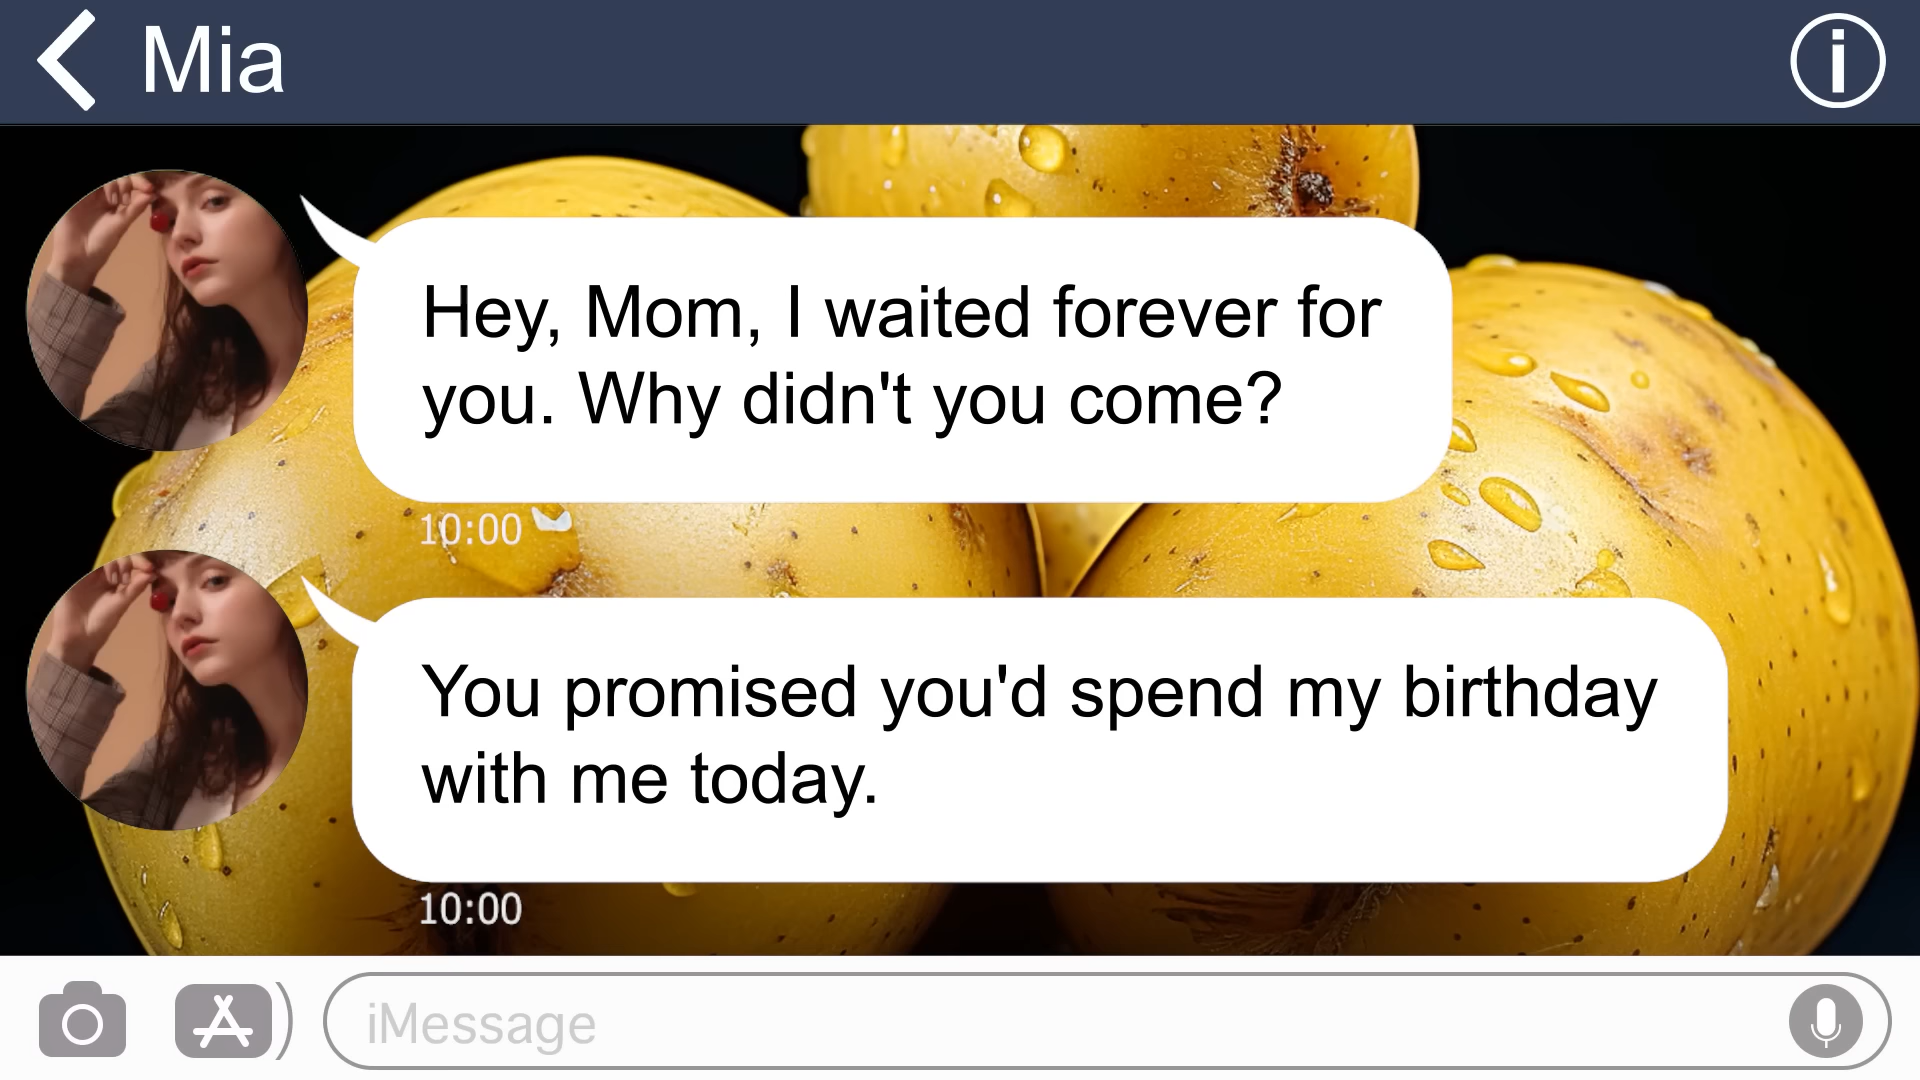 Mia
Hey, Mom, I waited forever for
you. Why didn't you come?
10:00
You promised you'd spend my birthday
with me today.
10:00
iMessage